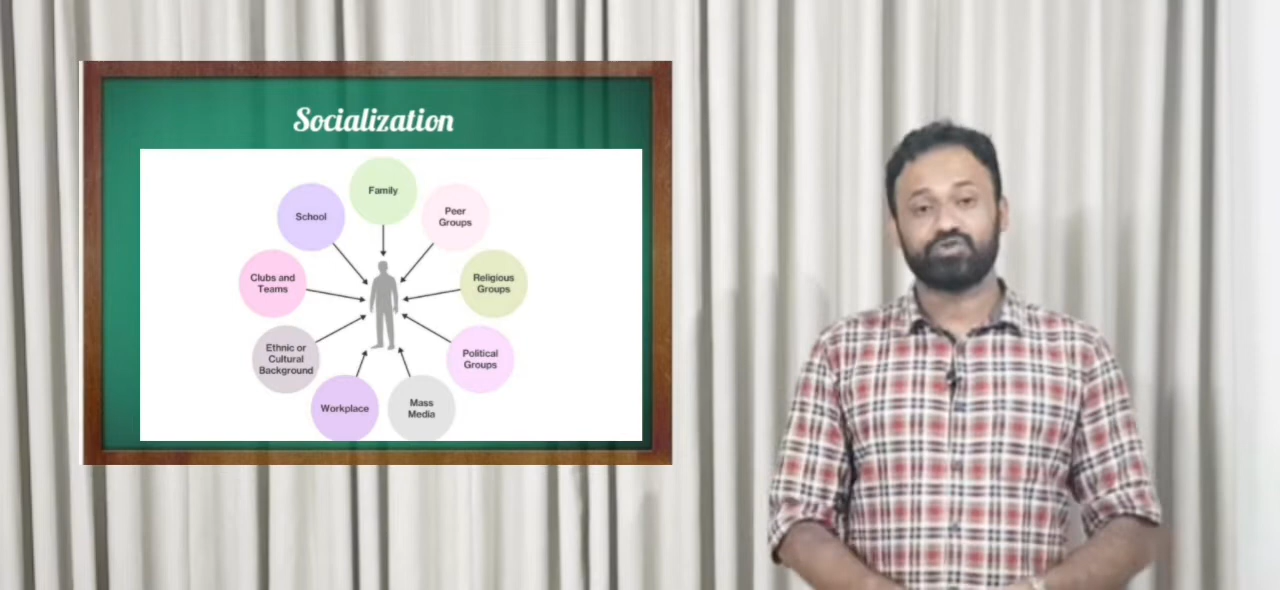 Socialization
Family
School
Peer
Groups
Clubs and
Teams
Religious
Groups
Ethnic or
Cultural
Background
Political
Groups
Workplace
Mass
Media